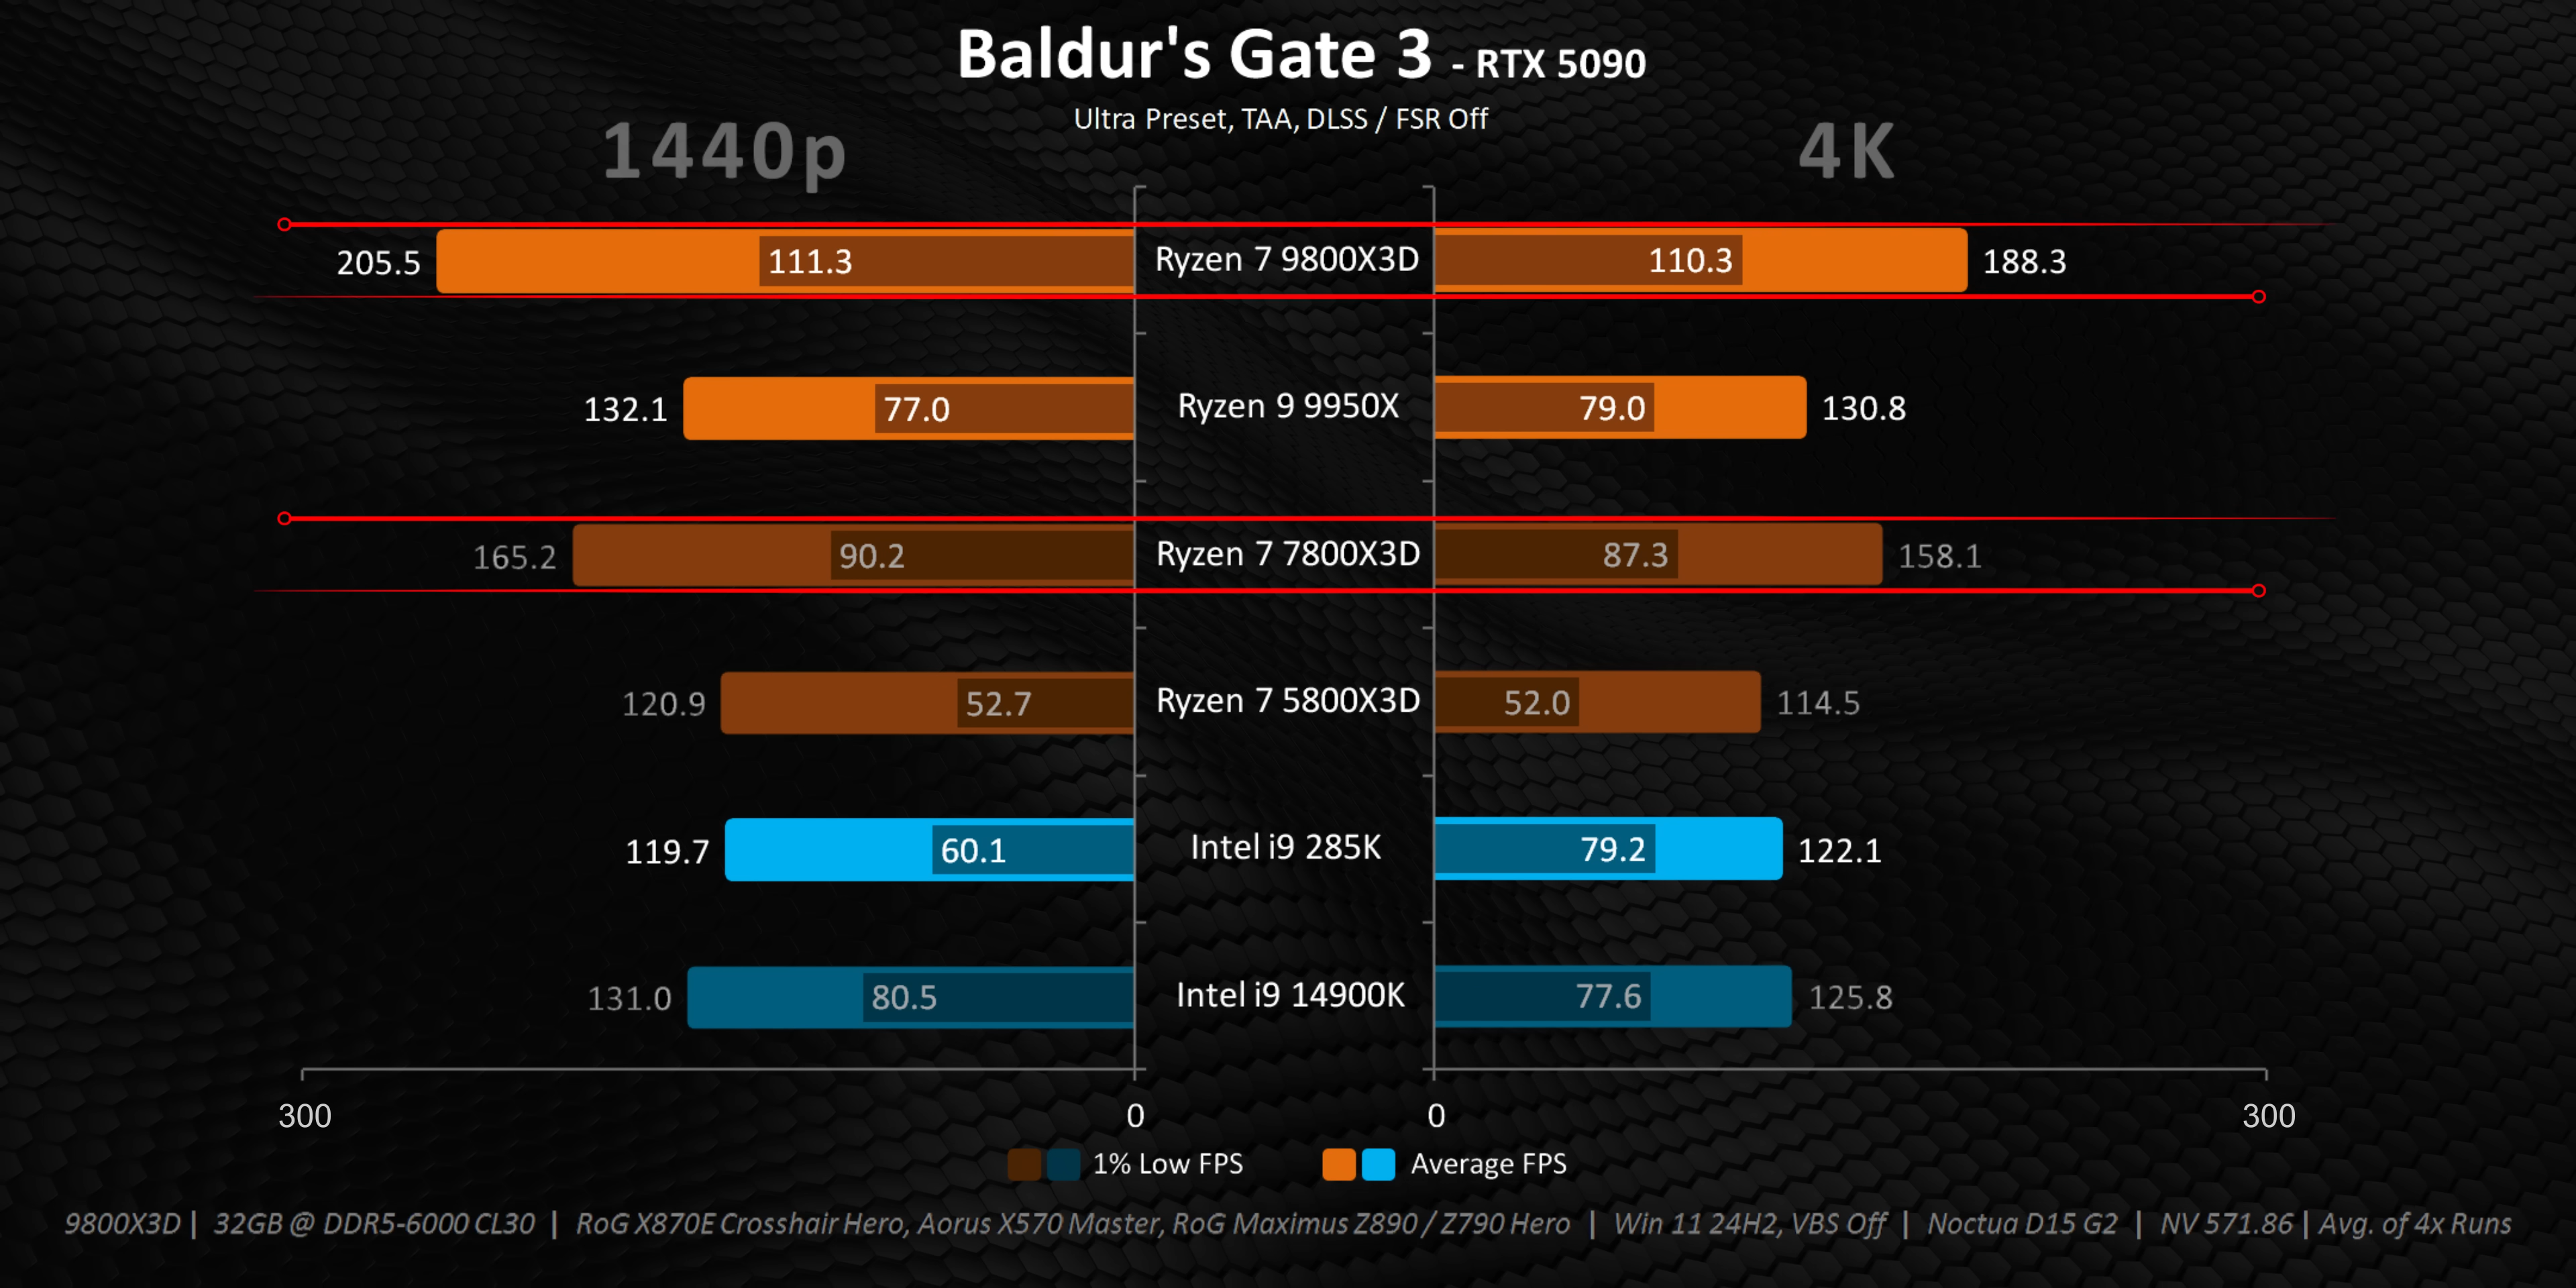 Baldur's Gate 3 - RTX 5090
Ultra Preset, TAA, DLSS / FSR Off
1440p
4K
205.5 111.3 Ryzen 7 9800X3D 110.3 188.3
132.1 77.0 Ryzen 9 9950X 79.0 130.8
165.2 90.2 Ryzen 7 7800X3D 87.3 158.1
120.9 52.7 Ryzen 7 5800X3D 52.0 114.5
119.7 60.1 Intel i9 285K 79.2 122.1
131.0 80.5 Intel i9 14900K 77.6 125.8
300 0 0 300
1% Low FPS Average FPS
9800X3D | 32GB @ DDR5-6000 CL30 | RoG X870E Crosshair Hero, Aorus X570 Master, RoG Maximus Z890 / Z790 Hero | Win 11 24H2, VBS Off | Noctua D15 G2 | NV 571.86 | Avg. of 4x Runs